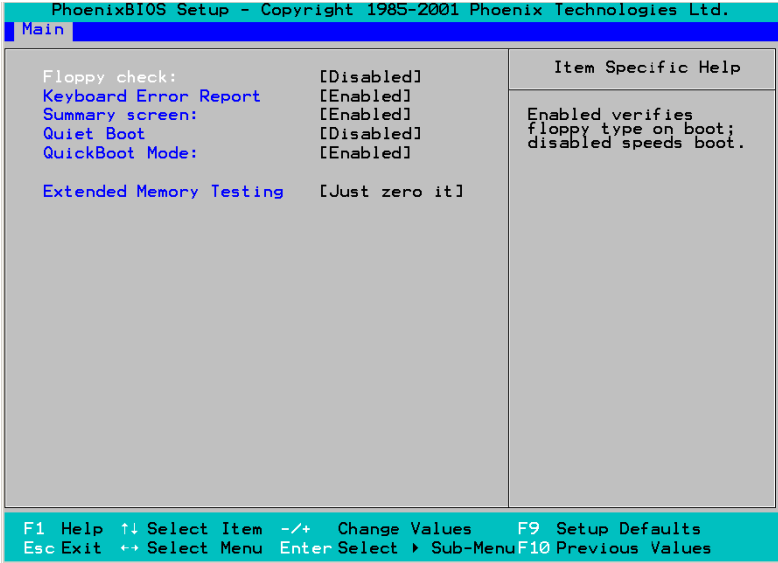 PhoenixBIOS Setup - Copyright 1985-2001 Phoenix Technologies Ltd.
Main
Floppy check: [Disabled]
Keyboard Error Report [Enabled]
Summary screen: [Enabled]
Quiet Boot [Disabled]
QuickBoot Mode: [Enabled]
Extended Memory Testing [Just zero it]
Item Specific Help
Enabled verifies
floppy type on boot;
disabled speeds boot.
F1 Help ↑↓ Select Item -/+ Change Values F9 Setup Defaults
Esc Exit ↔ Select Menu Enter Select ▸ Sub-Menu F10 Previous Values